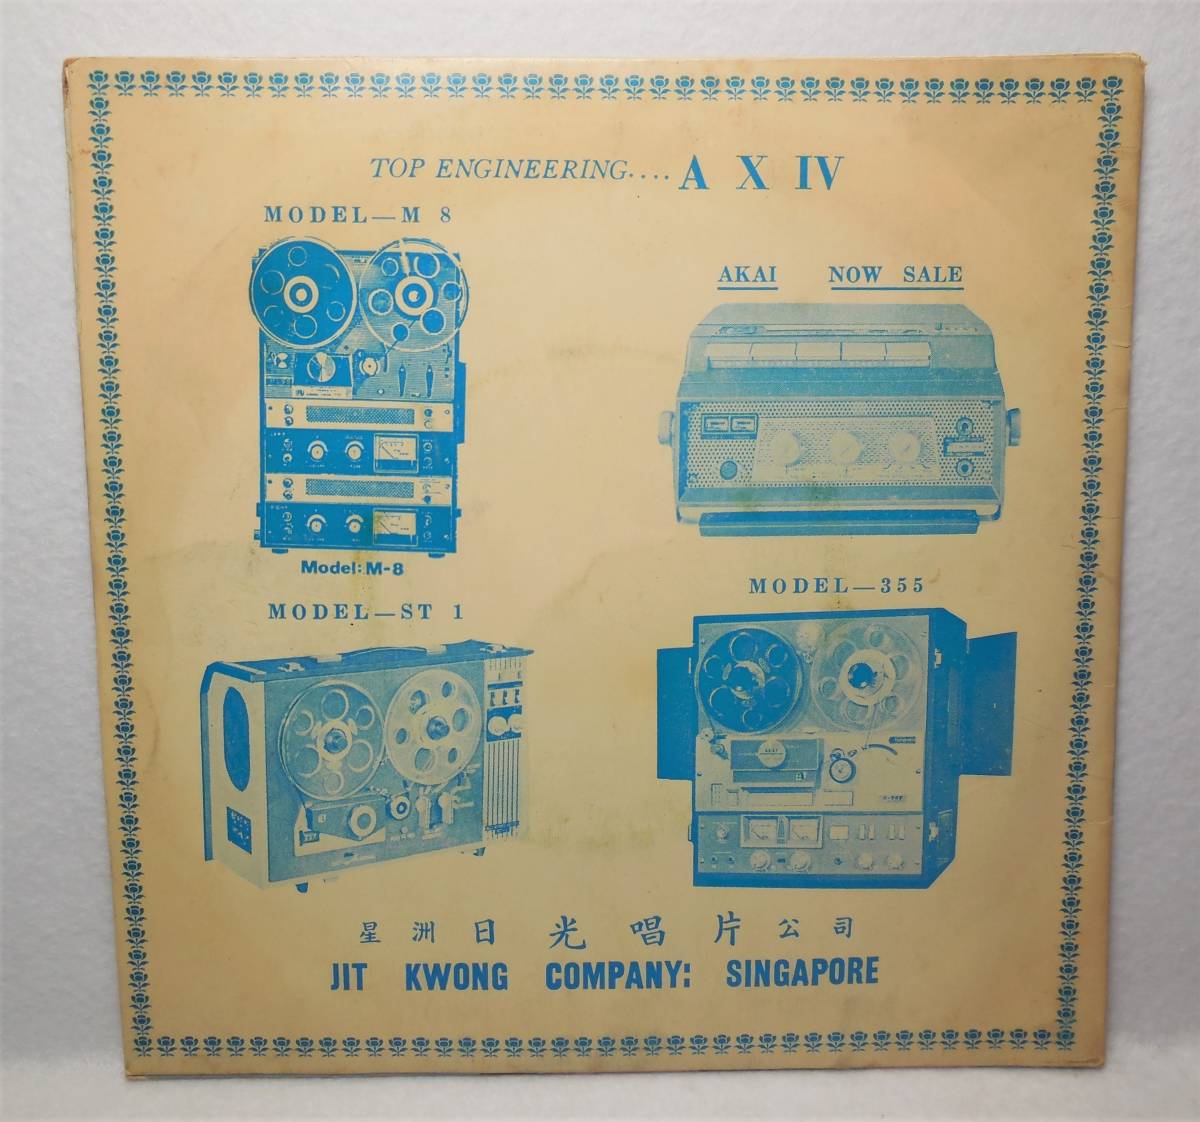 TOP ENGINEERING.... A X IV
MODEL—M 8
AKAI NOW SALE
Model:M-8
MODEL—ST 1
MODEL—355
星洲日光唱片公司
JIT KWONG COMPANY: SINGAPORE